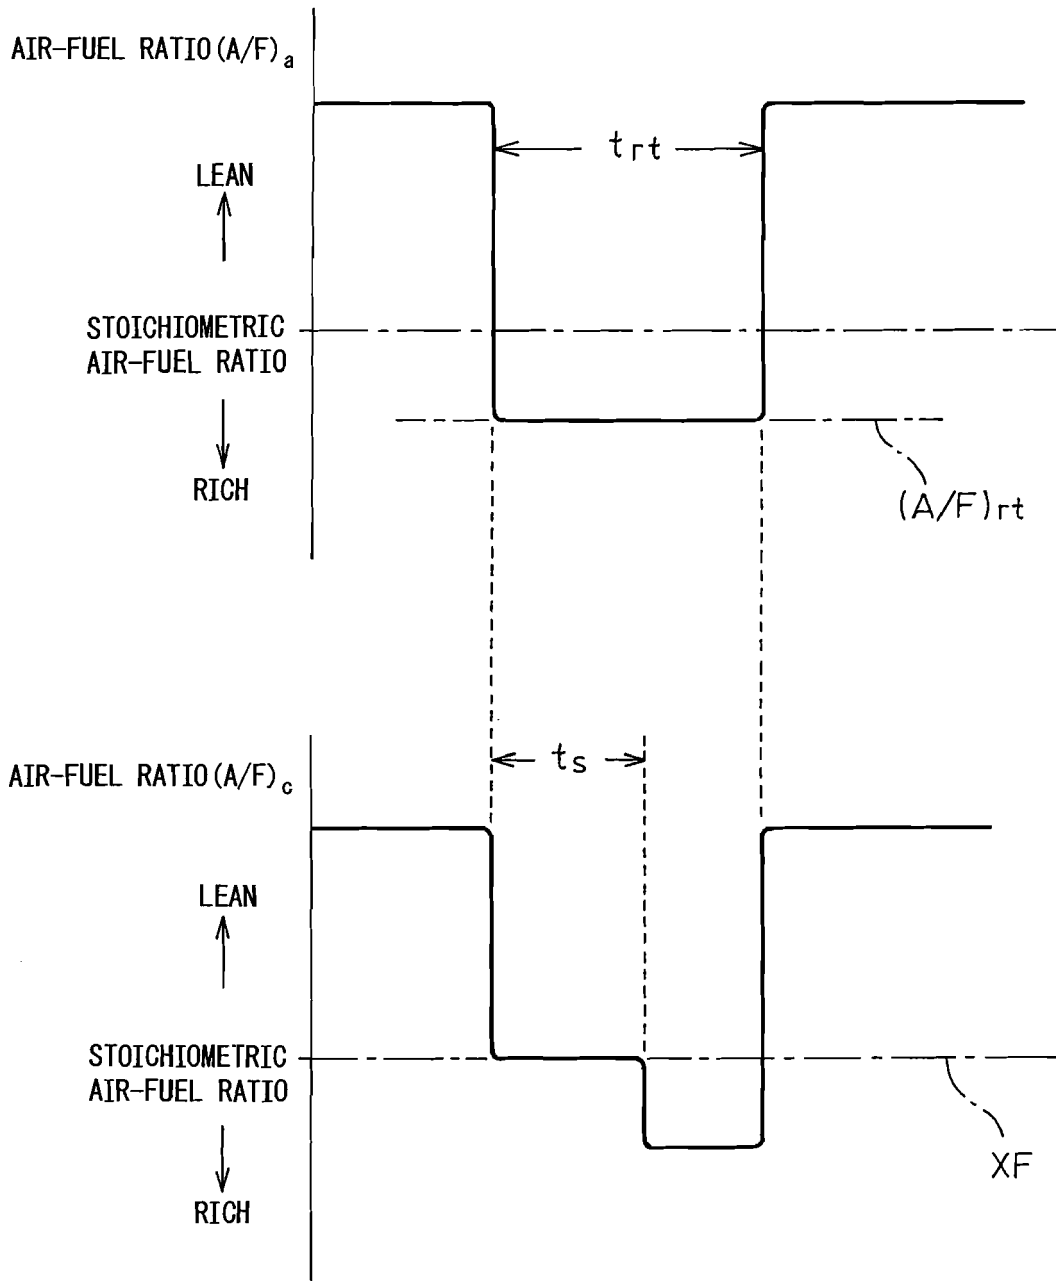 AIR-FUEL RATIO(A/F)a
trt
LEAN
STOICHIOMETRIC
AIR-FUEL RATIO
RICH
(A/F)rt
ts
AIR-FUEL RATIO(A/F)c
LEAN
STOICHIOMETRIC
AIR-FUEL RATIO
XF
RICH